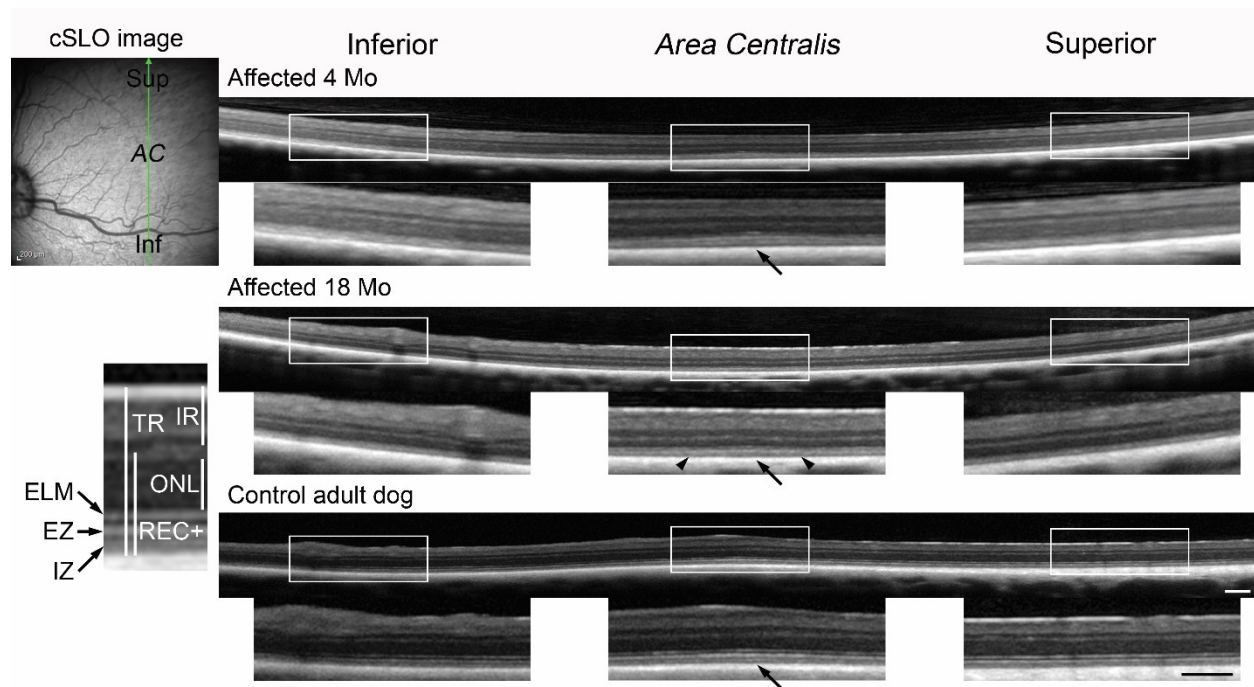 cSLO image
Inferior
Area Centralis
Superior
Sup
AC
Inf
200 µm
Affected 4 Mo
Affected 18 Mo
Control adult dog
TR
IR
ONL
REC+
ELM
EZ
IZ